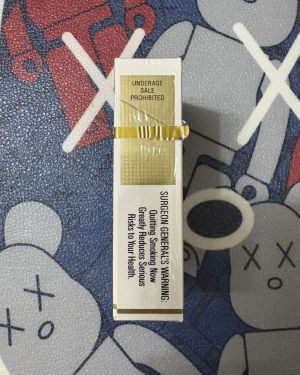 UNDERAGE
SALE
PROHIBITED
SURGEON GENERAL'S WARNING:
Quitting Smoking Now
Greatly Reduces Serious
Risks to Your Health.